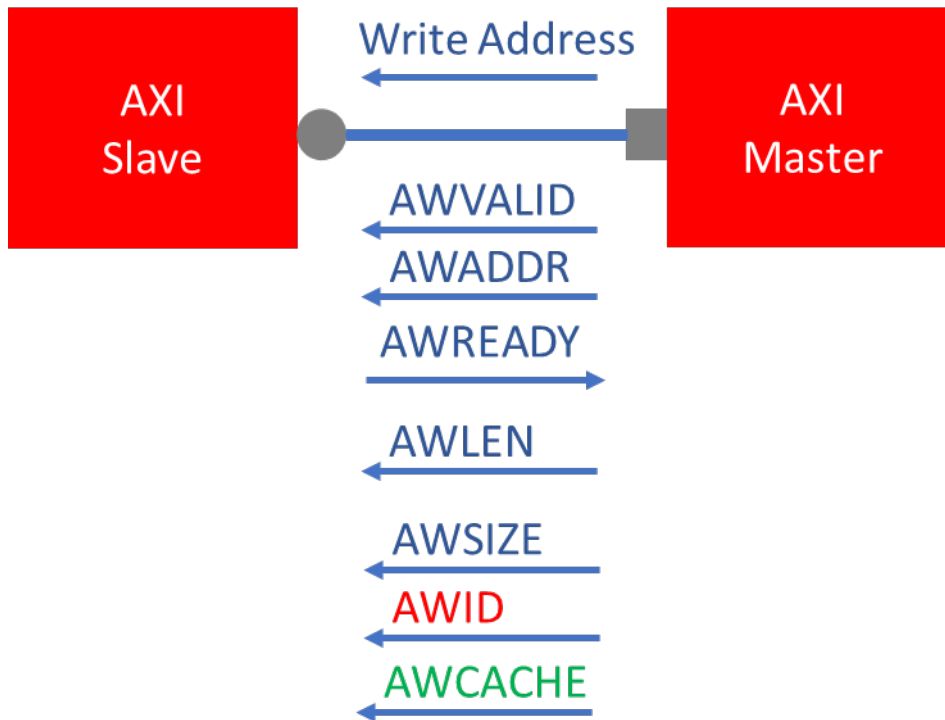 Write Address
AXI
Slave
AXI
Master
AWVALID
AWADDR
AWREADY
AWLEN
AWSIZE
AWID
AWCACHE